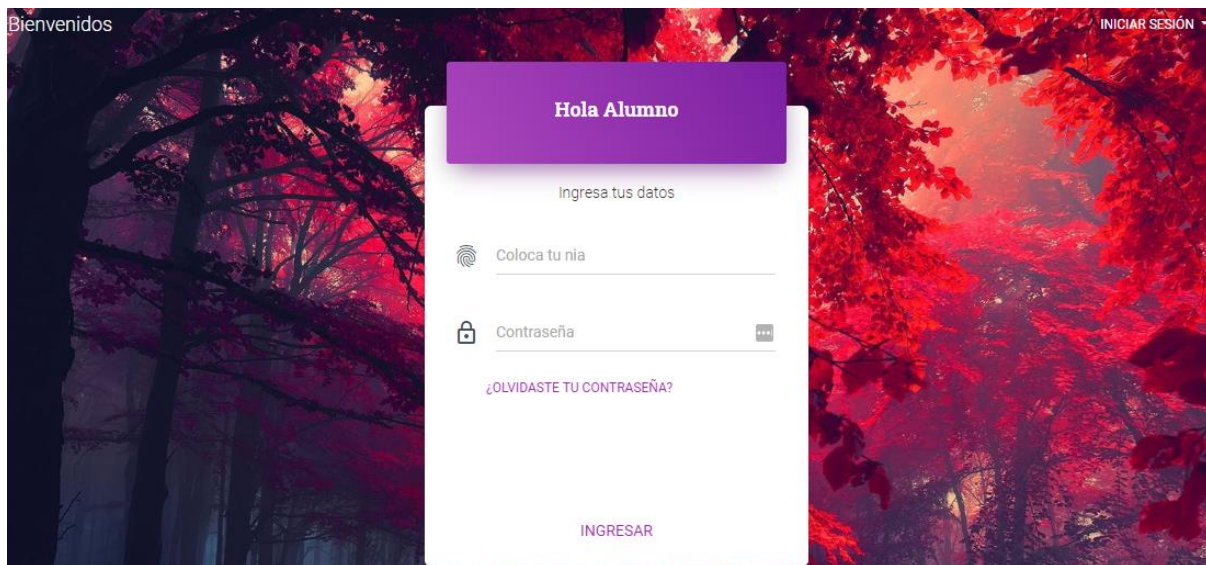 Bienvenidos
INICIAR SESIÓN
Hola Alumno
Ingresa tus datos
Coloca tu nia
Contraseña
¿OLVIDASTE TU CONTRASEÑA?
INGRESAR